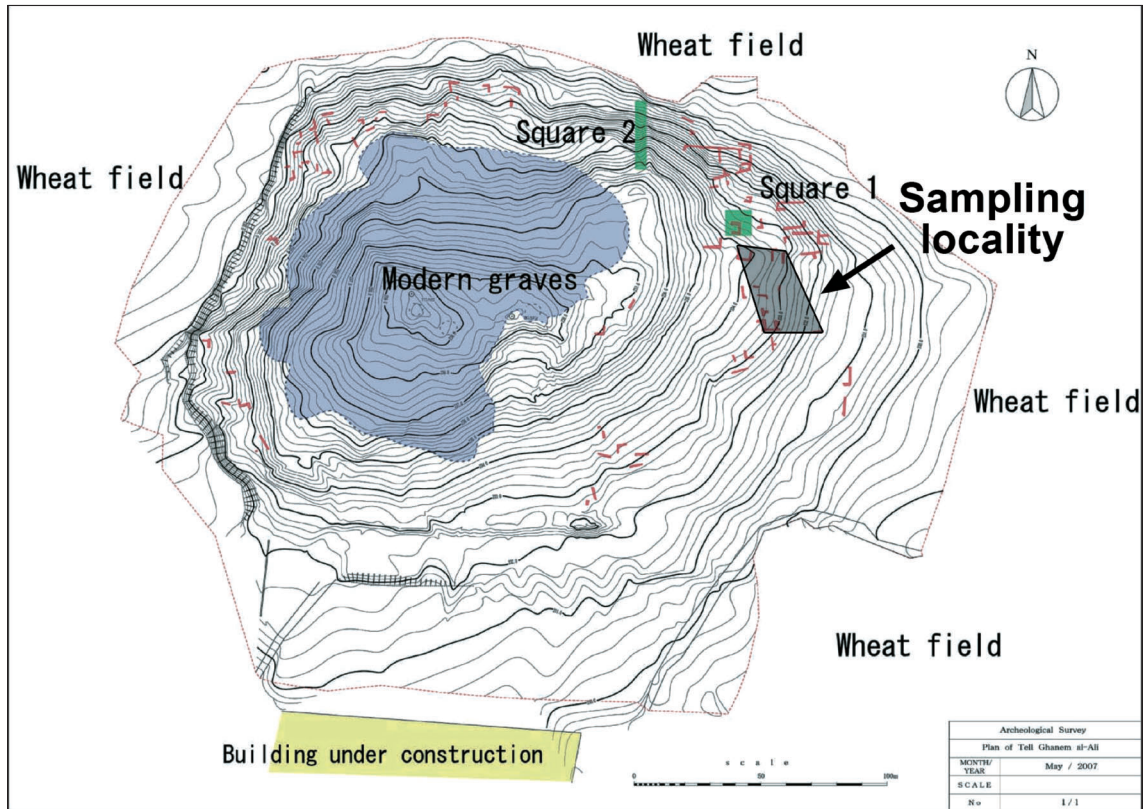 Wheat field
N
Square 2
Wheat field
Square 1
Sampling
locality
Modern graves
Wheat field
Wheat field
Building under construction
scale
0
50
100m
Archeological Survey
Plan of Tell Ghanem al-Ali
MONTH/
YEAR
May / 2007
SCALE
No
1/1